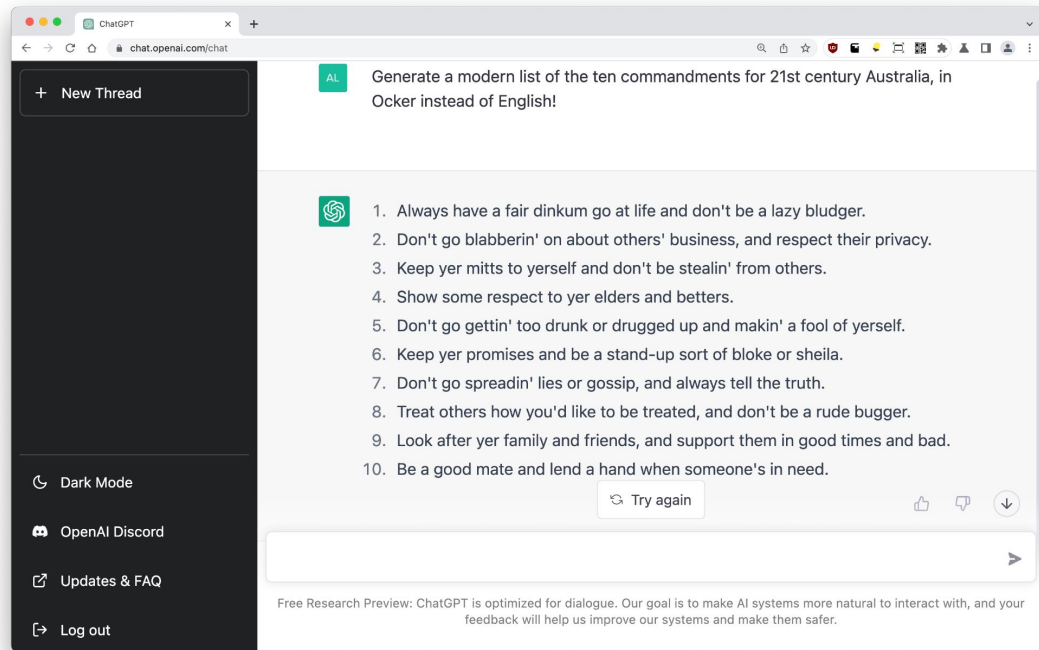 ChatGPT
chat.openai.com/chat
New Thread
AL
Generate a modern list of the ten commandments for 21st century Australia, in
Ocker instead of English!
1. Always have a fair dinkum go at life and don't be a lazy bludger.
2. Don't go blabberin' on about others' business, and respect their privacy.
3. Keep yer mitts to yerself and don't be stealin' from others.
4. Show some respect to yer elders and betters.
5. Don't go gettin' too drunk or drugged up and makin' a fool of yerself.
6. Keep yer promises and be a stand-up sort of bloke or sheila.
7. Don't go spreadin' lies or gossip, and always tell the truth.
8. Treat others how you'd like to be treated, and don't be a rude bugger.
9. Look after yer family and friends, and support them in good times and bad.
10. Be a good mate and lend a hand when someone's in need.
Try again
Dark Mode
OpenAI Discord
Updates & FAQ
Log out
Free Research Preview: ChatGPT is optimized for dialogue. Our goal is to make AI systems more natural to interact with, and your
feedback will help us improve our systems and make them safer.